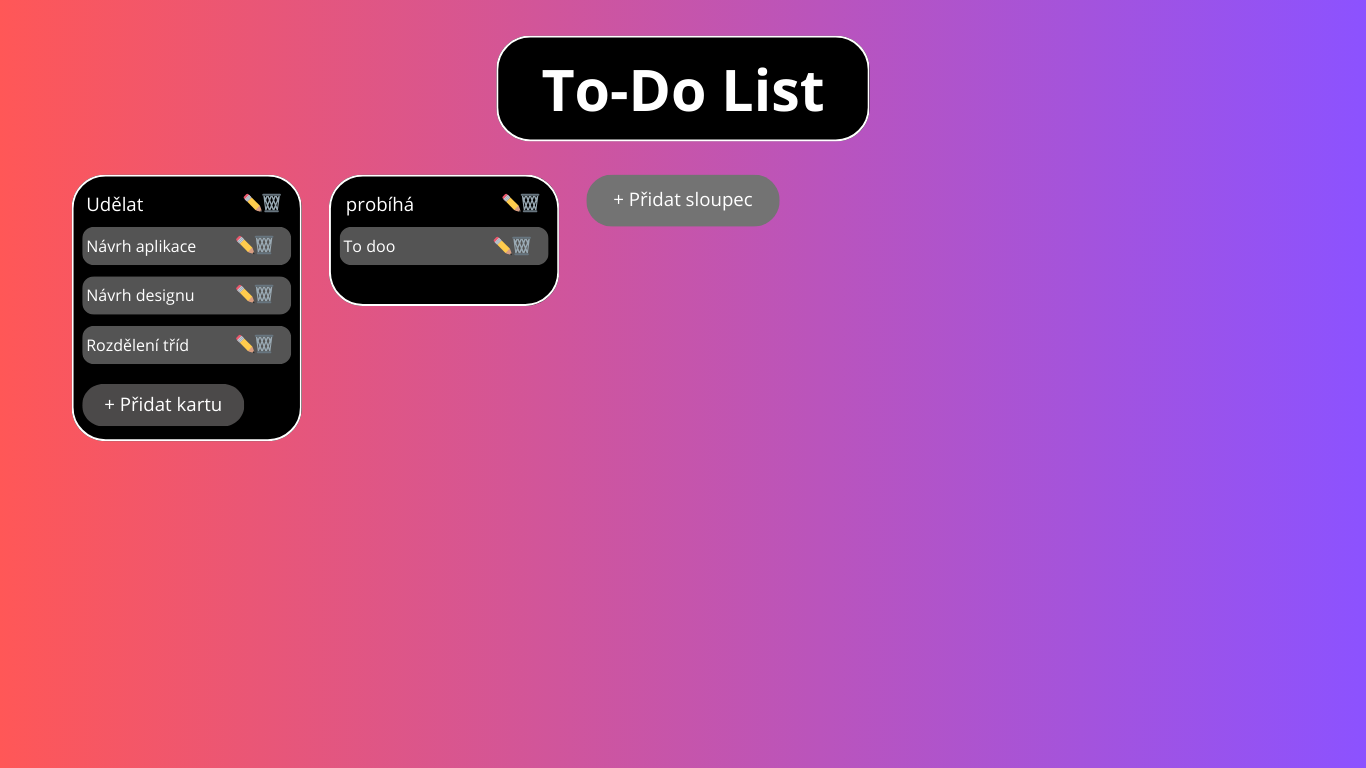 To-Do List
Udělat
Návrh aplikace
Návrh designu
Rozdělení tříd
+ Přidat kartu
probíhá
To doo
+ Přidat sloupec